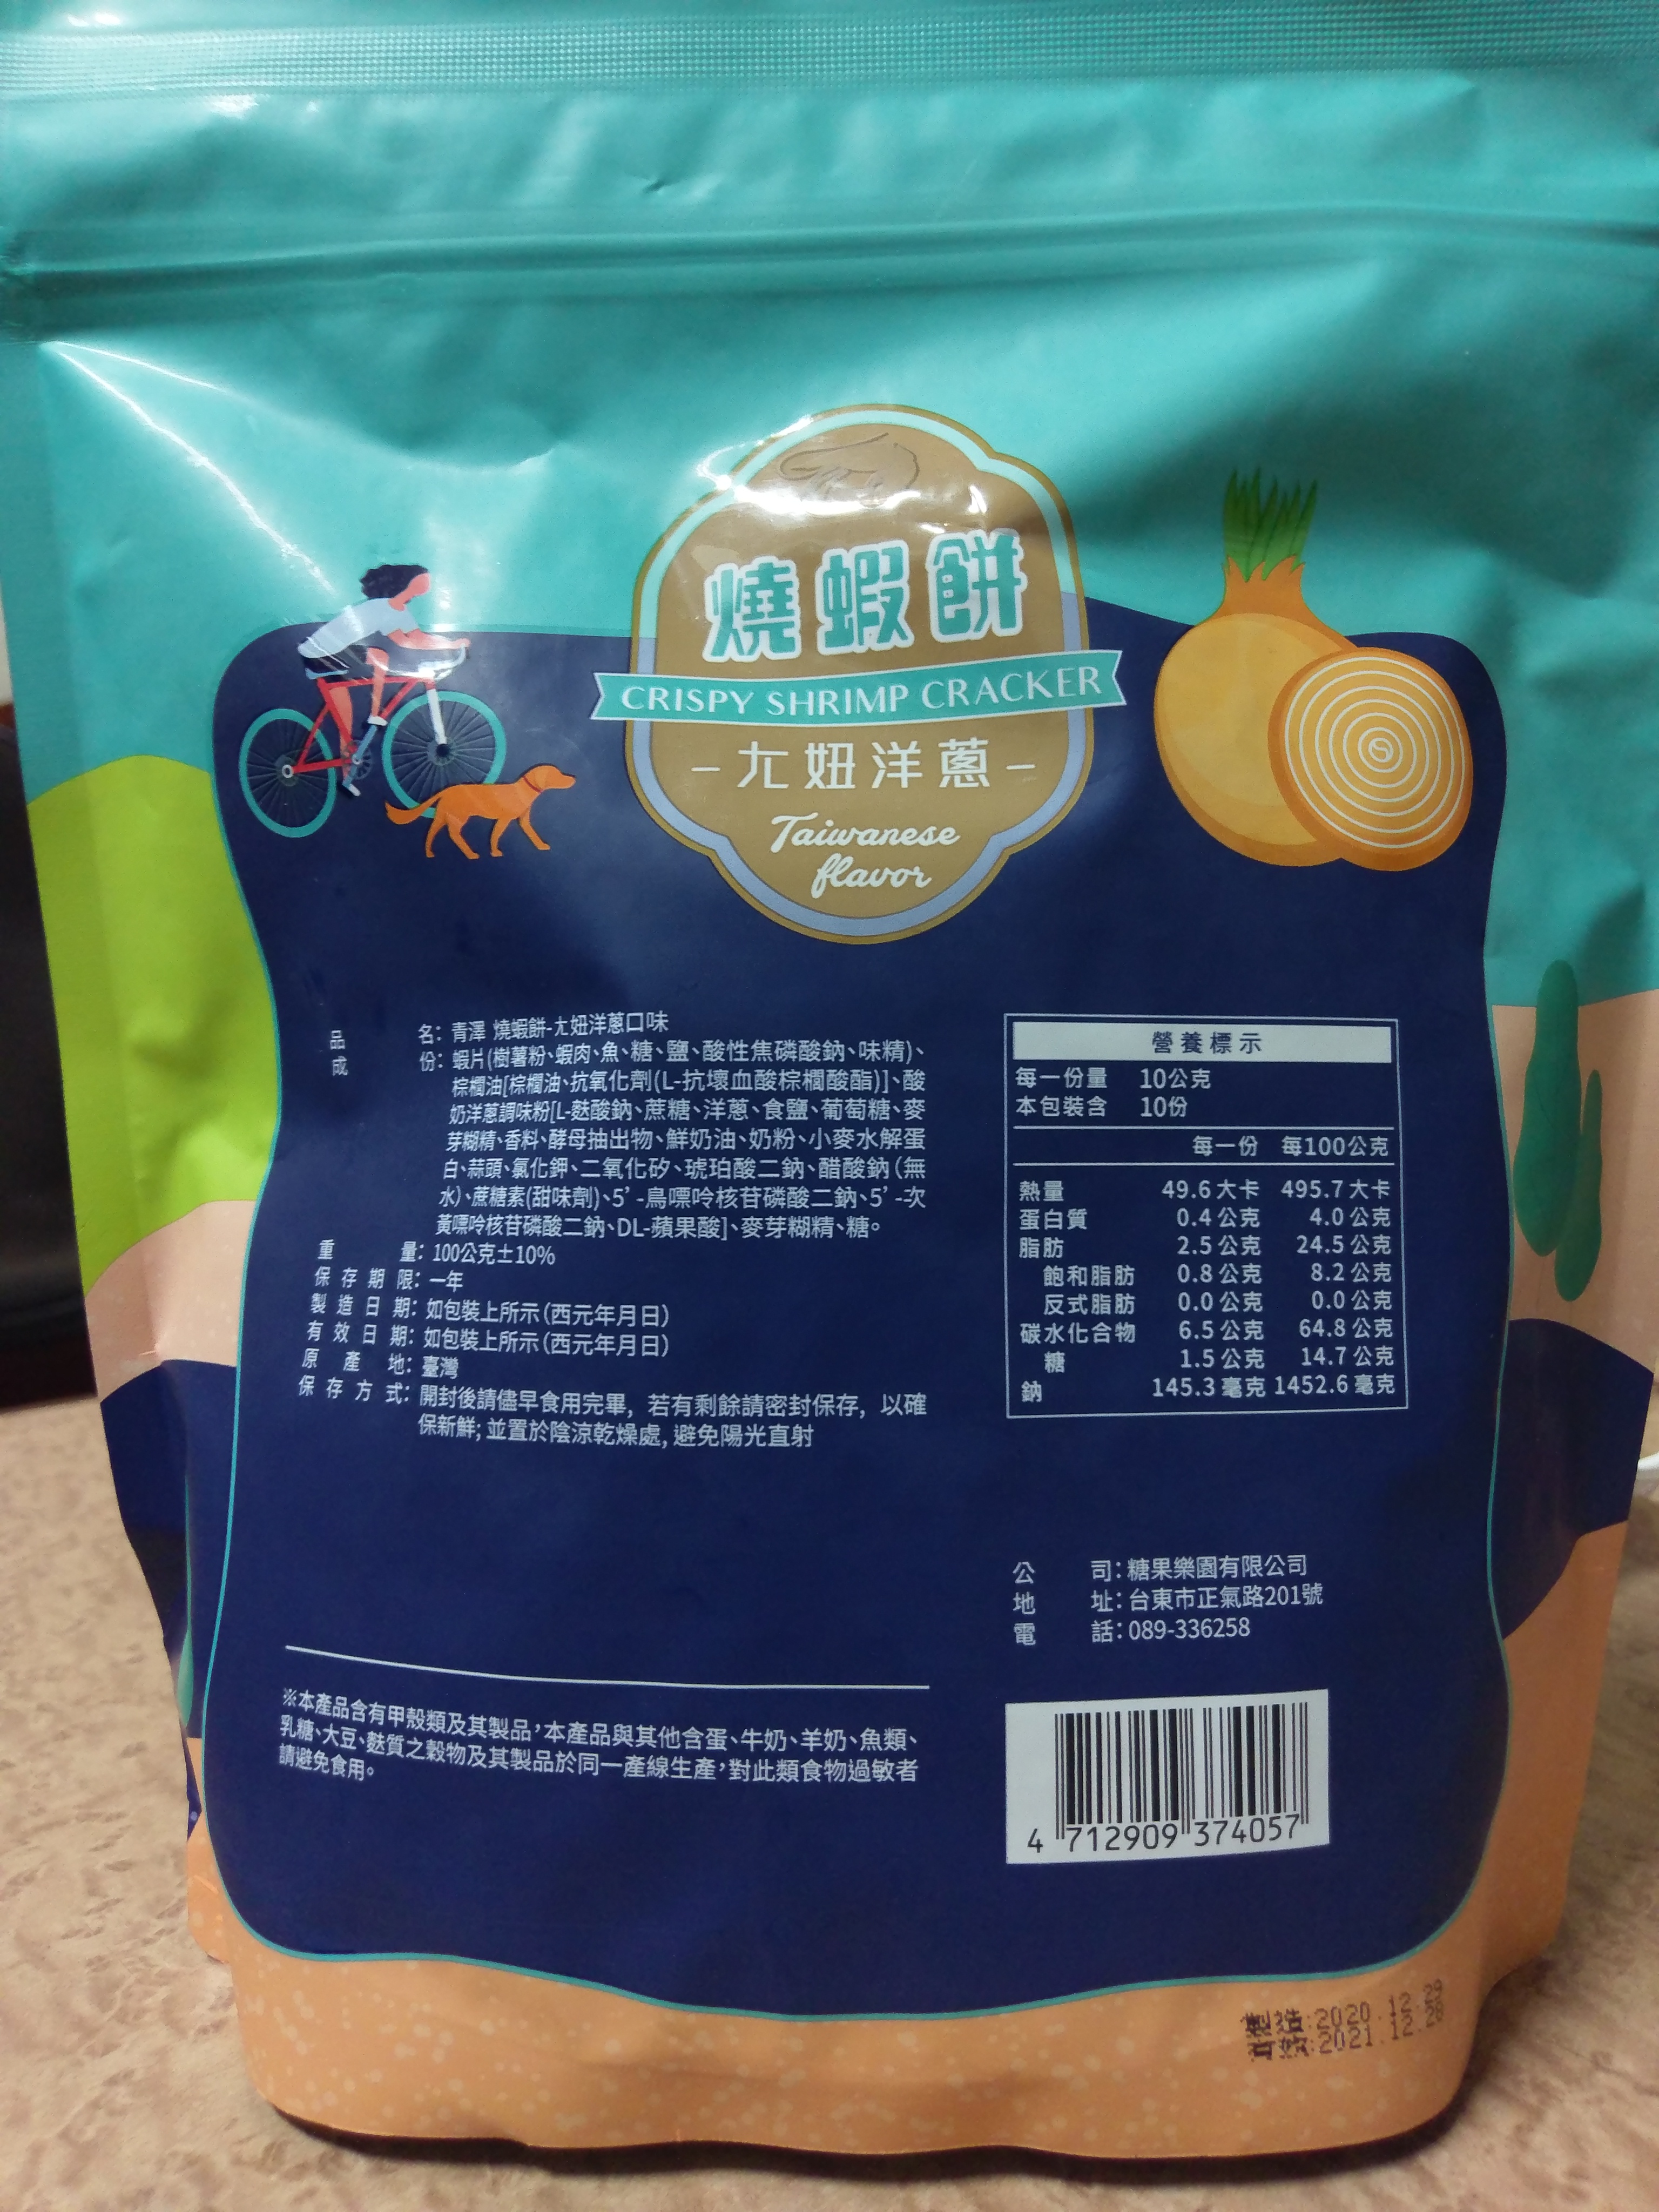 燒蝦餅
CRISPY SHRIMP CRACKER
–ㄤ妞洋蔥–
Taiwanese
flavor
品名：青澤 燒蝦餅-ㄤ妞洋蔥口味
成份：蝦片(樹薯粉、蝦肉、魚、糖、鹽、酸性焦磷酸鈉、味精)、
棕櫚油[棕櫚油、抗氧化劑(L-抗壞血酸棕櫚酸酯)]、酸
奶洋蔥調味粉[L-麩酸鈉、蔗糖、洋蔥、食鹽、葡萄糖、麥
芽糊精、香料、酵母抽出物、鮮奶油、奶粉、小麥水解蛋
白、蒜頭、氯化鉀、二氧化矽、琥珀酸二鈉、醋酸鈉(無
水)、蔗糖素(甜味劑)、5’-鳥嘌呤核苷磷酸二鈉、5’-次
黃嘌呤核苷磷酸二鈉、DL-蘋果酸]、麥芽糊精、糖。
重量：100公克±10%
保存期限：一年
製造日期：如包裝上所示(西元年月日)
有效日期：如包裝上所示(西元年月日)
原產地：臺灣
保存方式：開封後請儘早食用完畢，若有剩餘請密封保存，以確
保新鮮；並置於陰涼乾燥處，避免陽光直射
※本產品含有甲殼類及其製品，本產品與其他含蛋、牛奶、羊奶、魚類、
乳糖、大豆、麩質之穀物及其製品於同一產線生產，對此類食物過敏者
請避免食用。
營養標示
每一份量 10公克
本包裝含 10份
每一份 每100公克
熱量 49.6大卡 495.7大卡
蛋白質 0.4公克 4.0公克
脂肪 2.5公克 24.5公克
飽和脂肪 0.8公克 8.2公克
反式脂肪 0.0公克 0.0公克
碳水化合物 6.5公克 64.8公克
糖 1.5公克 14.7公克
鈉 145.3毫克 1452.6毫克
公司：糖果樂園有限公司
地址：台東市正氣路201號
電話：089-336258
4 712909 374057
製造:2020.12.29
有效:2021.12.28